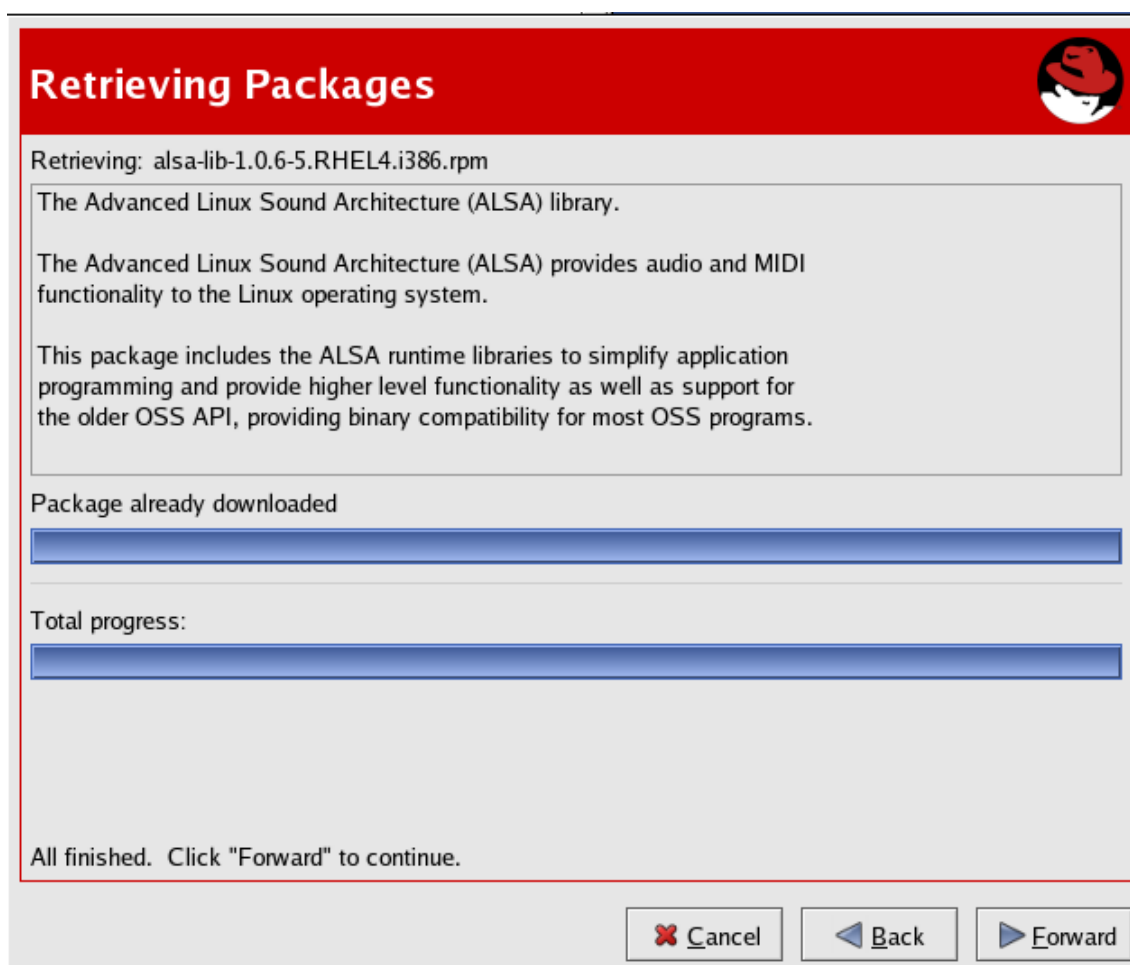 Retrieving Packages
Retrieving: alsa-lib-1.0.6-5.RHEL4.i386.rpm
The Advanced Linux Sound Architecture (ALSA) library.
The Advanced Linux Sound Architecture (ALSA) provides audio and MIDI
functionality to the Linux operating system.
This package includes the ALSA runtime libraries to simplify application
programming and provide higher level functionality as well as support for
the older OSS API, providing binary compatibility for most OSS programs.
Package already downloaded
Total progress:
All finished.  Click "Forward" to continue.
Cancel
Back
Forward